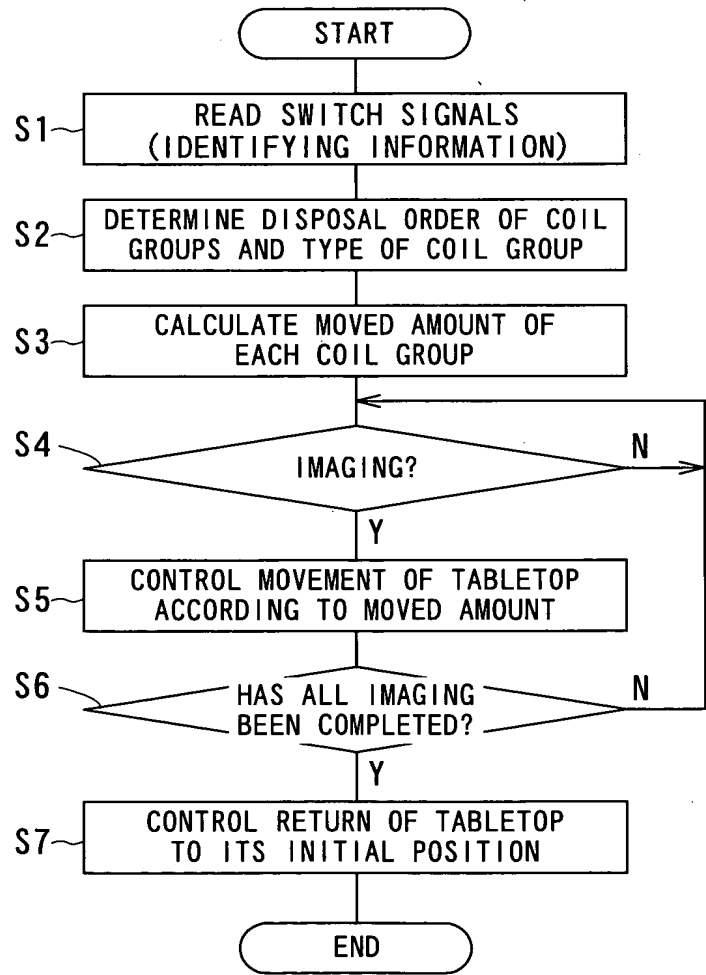 START
S1
READ SWITCH SIGNALS
(IDENTIFYING INFORMATION)
S2
DETERMINE DISPOSAL ORDER OF COIL
GROUPS AND TYPE OF COIL GROUP
S3
CALCULATE MOVED AMOUNT OF
EACH COIL GROUP
S4
IMAGING?
N
Y
S5
CONTROL MOVEMENT OF TABLETOP
ACCORDING TO MOVED AMOUNT
S6
HAS ALL IMAGING
BEEN COMPLETED?
N
Y
S7
CONTROL RETURN OF TABLETOP
TO ITS INITIAL POSITION
END